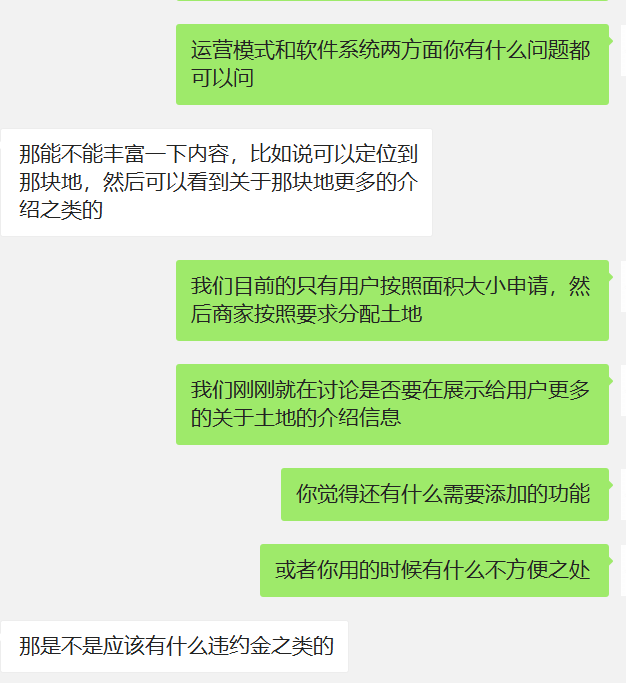 运营模式和软件系统两方面你有什么问题都
可以问
那能不能丰富一下内容，比如说可以定位到
那块地，然后可以看到关于那块地更多的介
绍之类的
我们目前的只有用户按照面积大小申请，然
后商家按照要求分配土地
我们刚刚就在讨论是否要在展示给用户更多
的关于土地的介绍信息
你觉得还有什么需要添加的功能
或者你用的时候有什么不方便之处
那是不是应该有什么违约金之类的